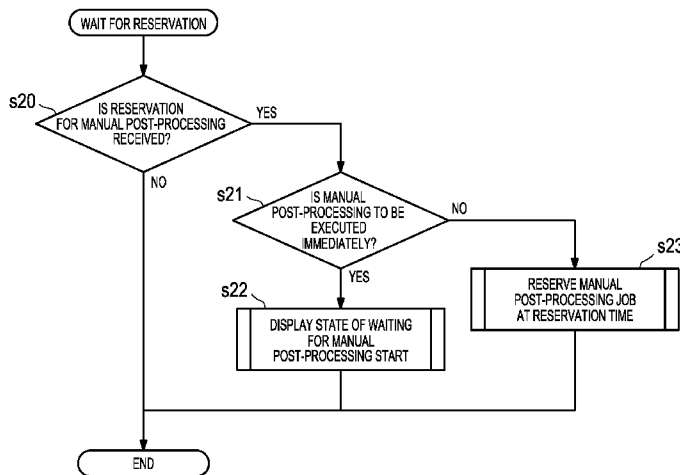 WAIT FOR RESERVATION
s20
IS RESERVATION
FOR MANUAL POST-PROCESSING
RECEIVED?
YES
NO
s21
IS MANUAL
POST-PROCESSING TO BE
EXECUTED
IMMEDIATELY?
NO
YES
s22
DISPLAY STATE OF WAITING
FOR MANUAL
POST-PROCESSING START
s23
RESERVE MANUAL
POST-PROCESSING JOB
AT RESERVATION TIME
END